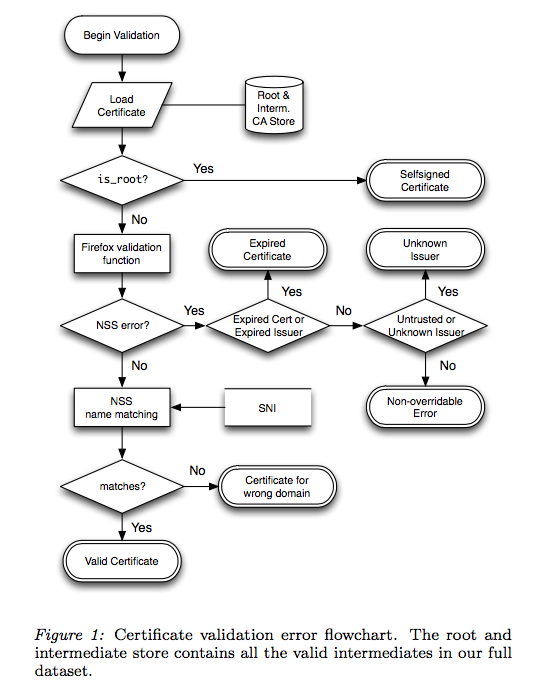 Begin Validation
Load
Certificate
Root &
Interm.
CA Store
is_root?
Yes
Selfsigned
Certificate
No
Firefox validation
function
Expired
Certificate
Unknown
Issuer
Yes
Yes
NSS error?
Yes
Expired Cert or
Expired Issuer
No
Untrusted or
Unknown Issuer
No
No
NSS
name matching
SNI
Non-overridable
Error
matches?
No
Certificate for
wrong domain
Yes
Valid Certificate
Figure 1: Certificate validation error flowchart. The root and
intermediate store contains all the valid intermediates in our full
dataset.